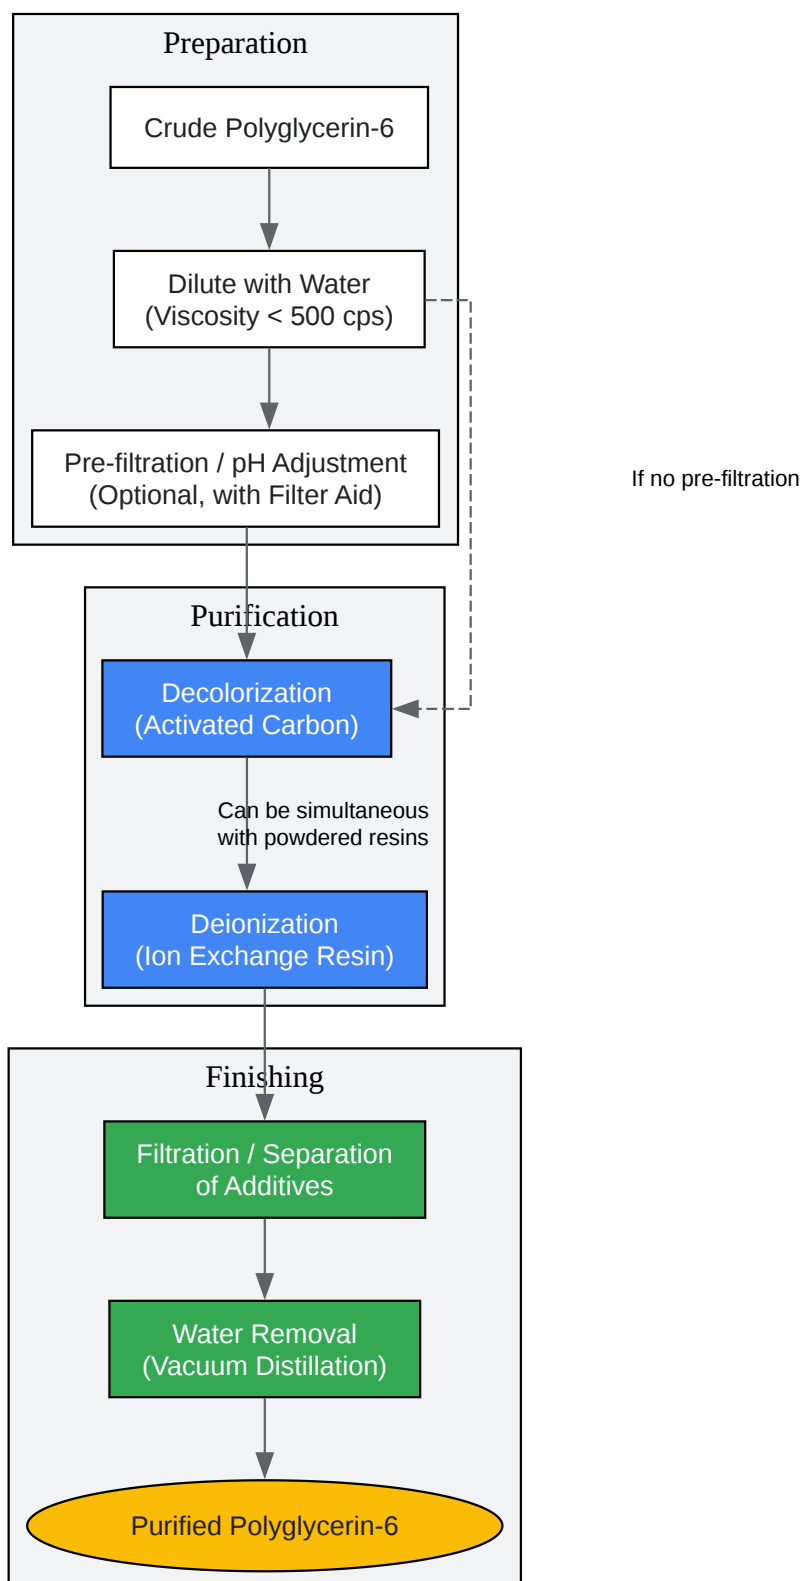 Preparation
Crude Polyglycerin-6
Dilute with Water
(Viscosity < 500 cps)
Pre-filtration / pH Adjustment
(Optional, with Filter Aid)
If no pre-filtration
Purification
Decolorization
(Activated Carbon)
Can be simultaneous
with powdered resins
Deionization
(Ion Exchange Resin)
Finishing
Filtration / Separation
of Additives
Water Removal
(Vacuum Distillation)
Purified Polyglycerin-6